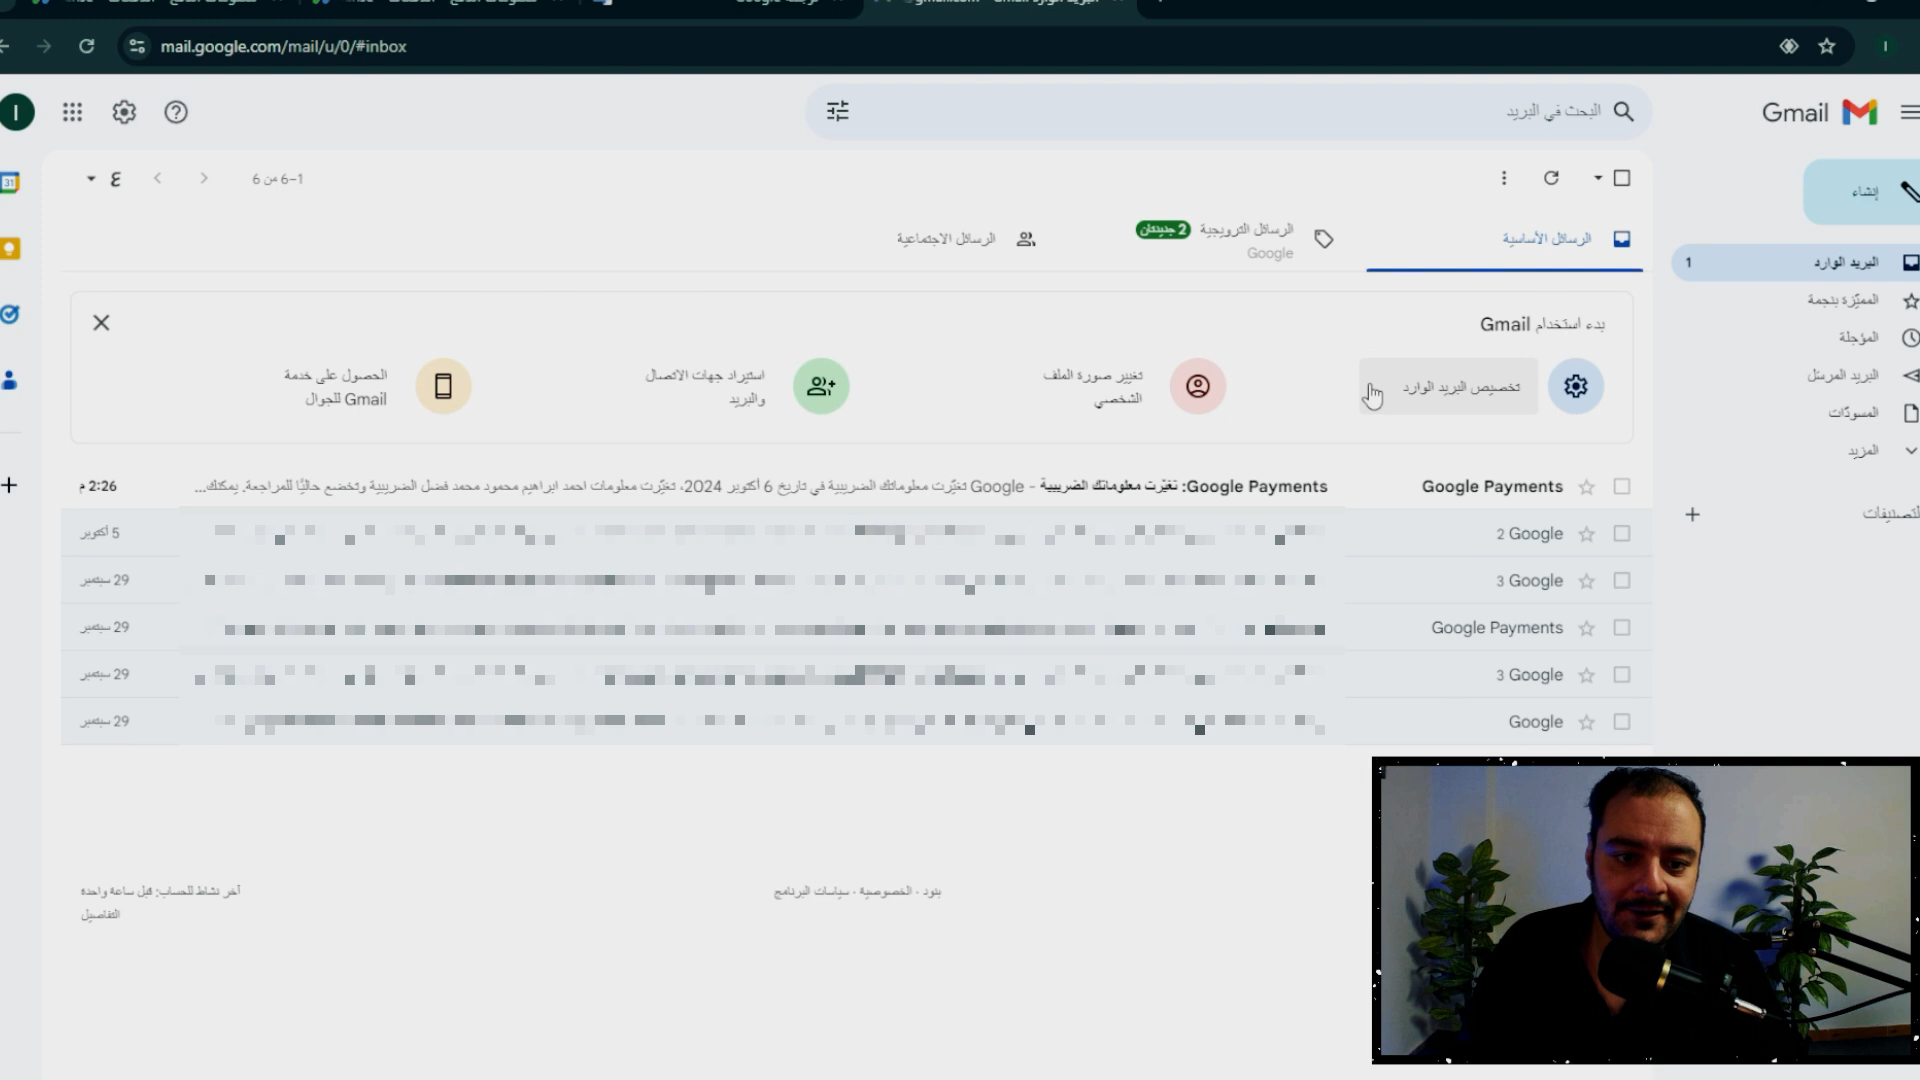 mail.google.com/mail/u/0/#inbox
Gmail
البحث في البريد
إنشاء
1–6 من 6
ع
الرسائل الأساسية
الرسائل الترويجية
2 جديدتان
Google
الرسائل الاجتماعية
البريد الوارد
1
المميّزة بنجمة
المؤجلة
البريد المرسَل
المسودّات
المزيد
التصنيفات
بدء استخدام Gmail
تخصيص البريد الوارد
تغيير صورة الملف
الشخصي
استيراد جهات الاتصال
والبريد
الحصول على خدمة
Gmail للجوال
Google Payments
Google Payments: تغيّرت معلوماتك الضريبية - Google تغيّرت معلوماتك الضريبية في تاريخ 6 أكتوبر 2024، تغيّرت معلومات احمد ابراهيم محمود محمد فضل الضريبية وتخضع حاليًا للمراجعة. يمكنك...
2:26 م
Google 2
5 أكتوبر
Google 3
29 سبتمبر
Google Payments
29 سبتمبر
Google 3
29 سبتمبر
Google
29 سبتمبر
بنود · الخصوصية · سياسات البرنامج
آخر نشاط للحساب: قبل ساعة واحدة
التفاصيل